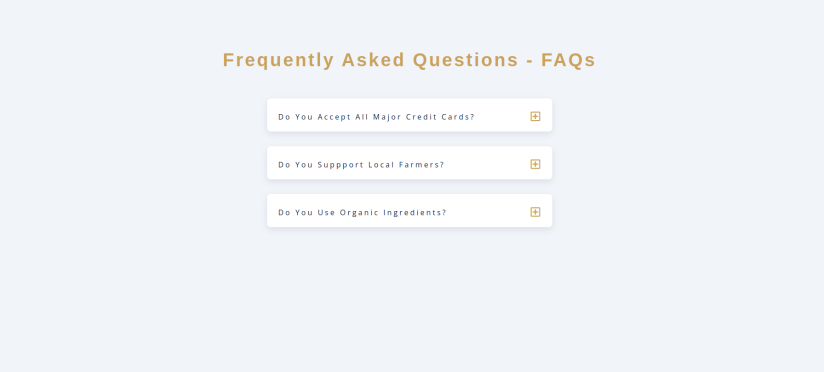 Frequently Asked Questions - FAQs
Do You Accept All Major Credit Cards?
Do You Suppport Local Farmers?
Do You Use Organic Ingredients?